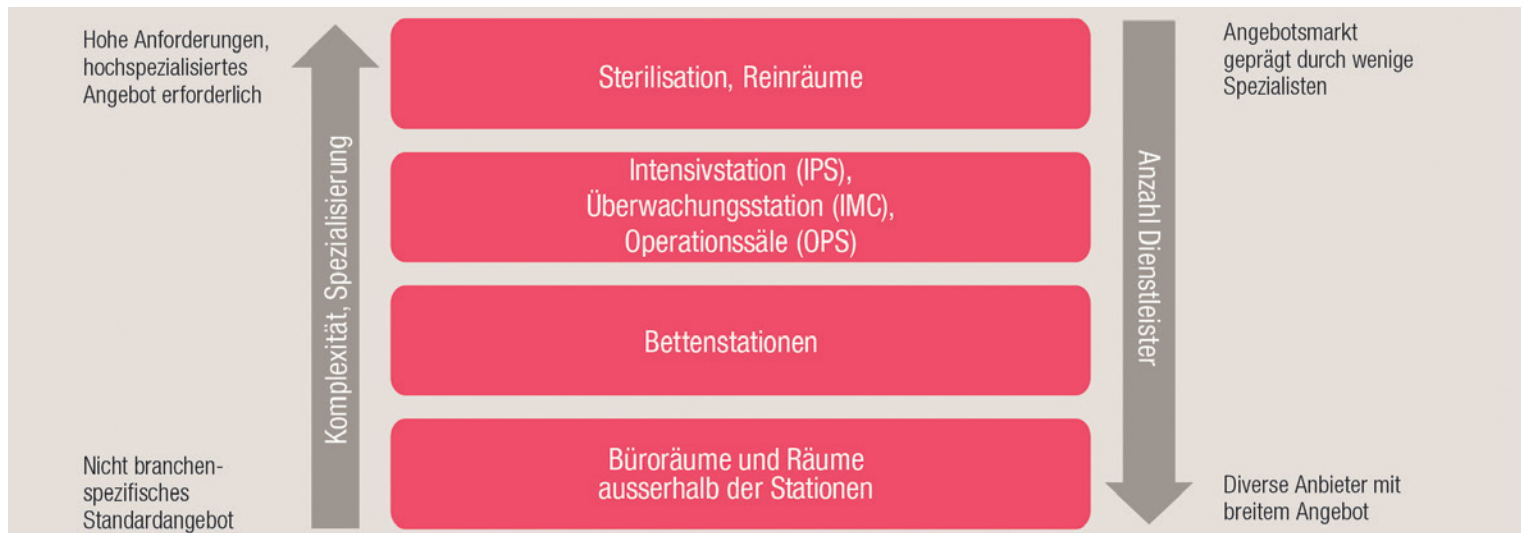 Hohe Anforderungen,
hochspezialisiertes
Angebot erforderlich
Nicht branchen-
spezifisches
Standardangebot
Komplexität, Spezialisierung
Sterilisation, Reinräume
Intensivstation (IPS),
Überwachungsstation (IMC),
Operationssäle (OPS)
Bettenstationen
Büroräume und Räume
ausserhalb der Stationen
Anzahl Dienstleister
Angebotsmarkt
geprägt durch wenige
Spezialisten
Diverse Anbieter mit
breitem Angebot